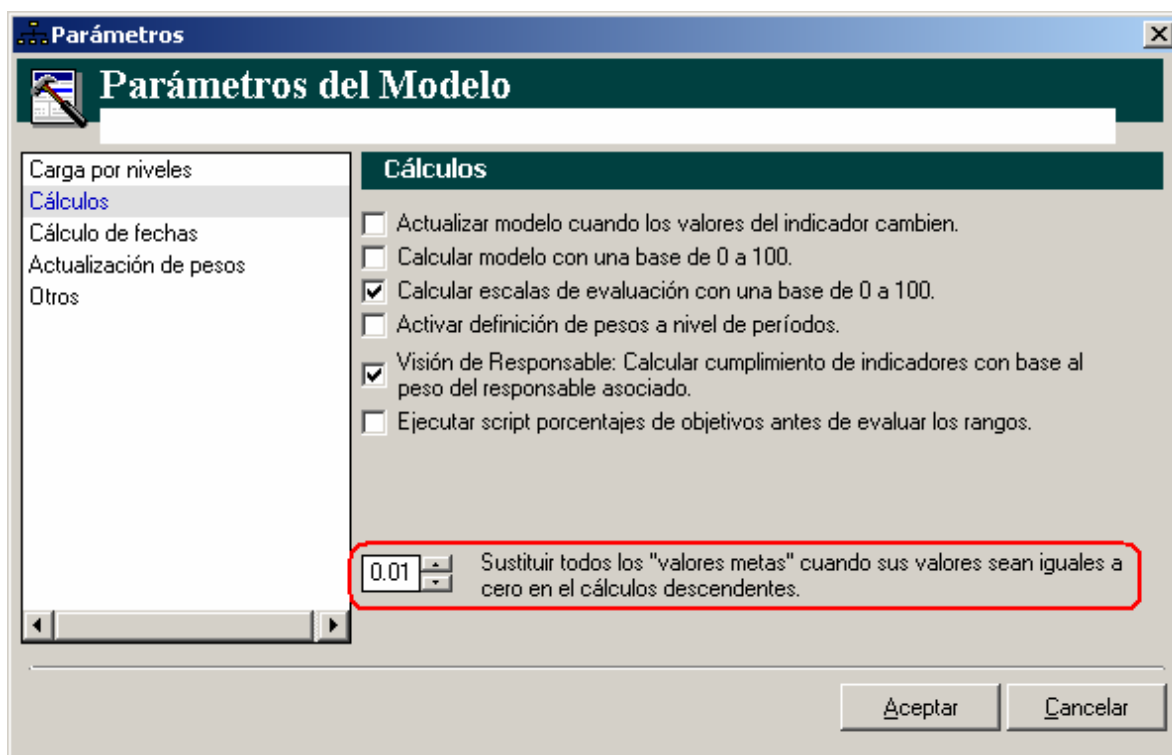 Parámetros
Parámetros del Modelo
Carga por niveles
Cálculos
Cálculo de fechas
Actualización de pesos
Otros
Cálculos
Actualizar modelo cuando los valores del indicador cambien.
Calcular modelo con una base de 0 a 100.
Calcular escalas de evaluación con una base de 0 a 100.
Activar definición de pesos a nivel de períodos.
Visión de Responsable: Calcular cumplimiento de indicadores con base al
peso del responsable asociado.
Ejecutar script porcentajes de objetivos antes de evaluar los rangos.
0.01
Sustituir todos los "valores metas" cuando sus valores sean iguales a
cero en el cálculos descendentes.
Aceptar
Cancelar